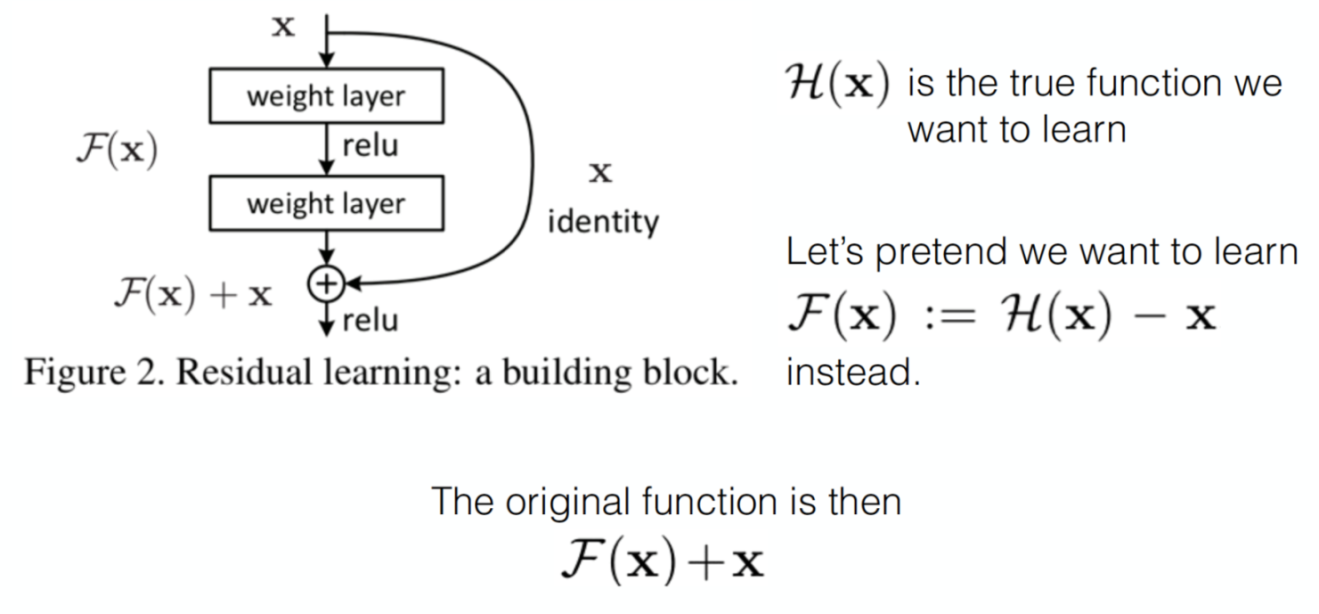 x
weight layer
F(x)
relu
weight layer
x
identity
F(x) + x
relu
Figure 2. Residual learning: a building block.
H(x) is the true function we
want to learn
Let's pretend we want to learn
F(x) := H(x) − x
instead.
The original function is then
F(x)+x